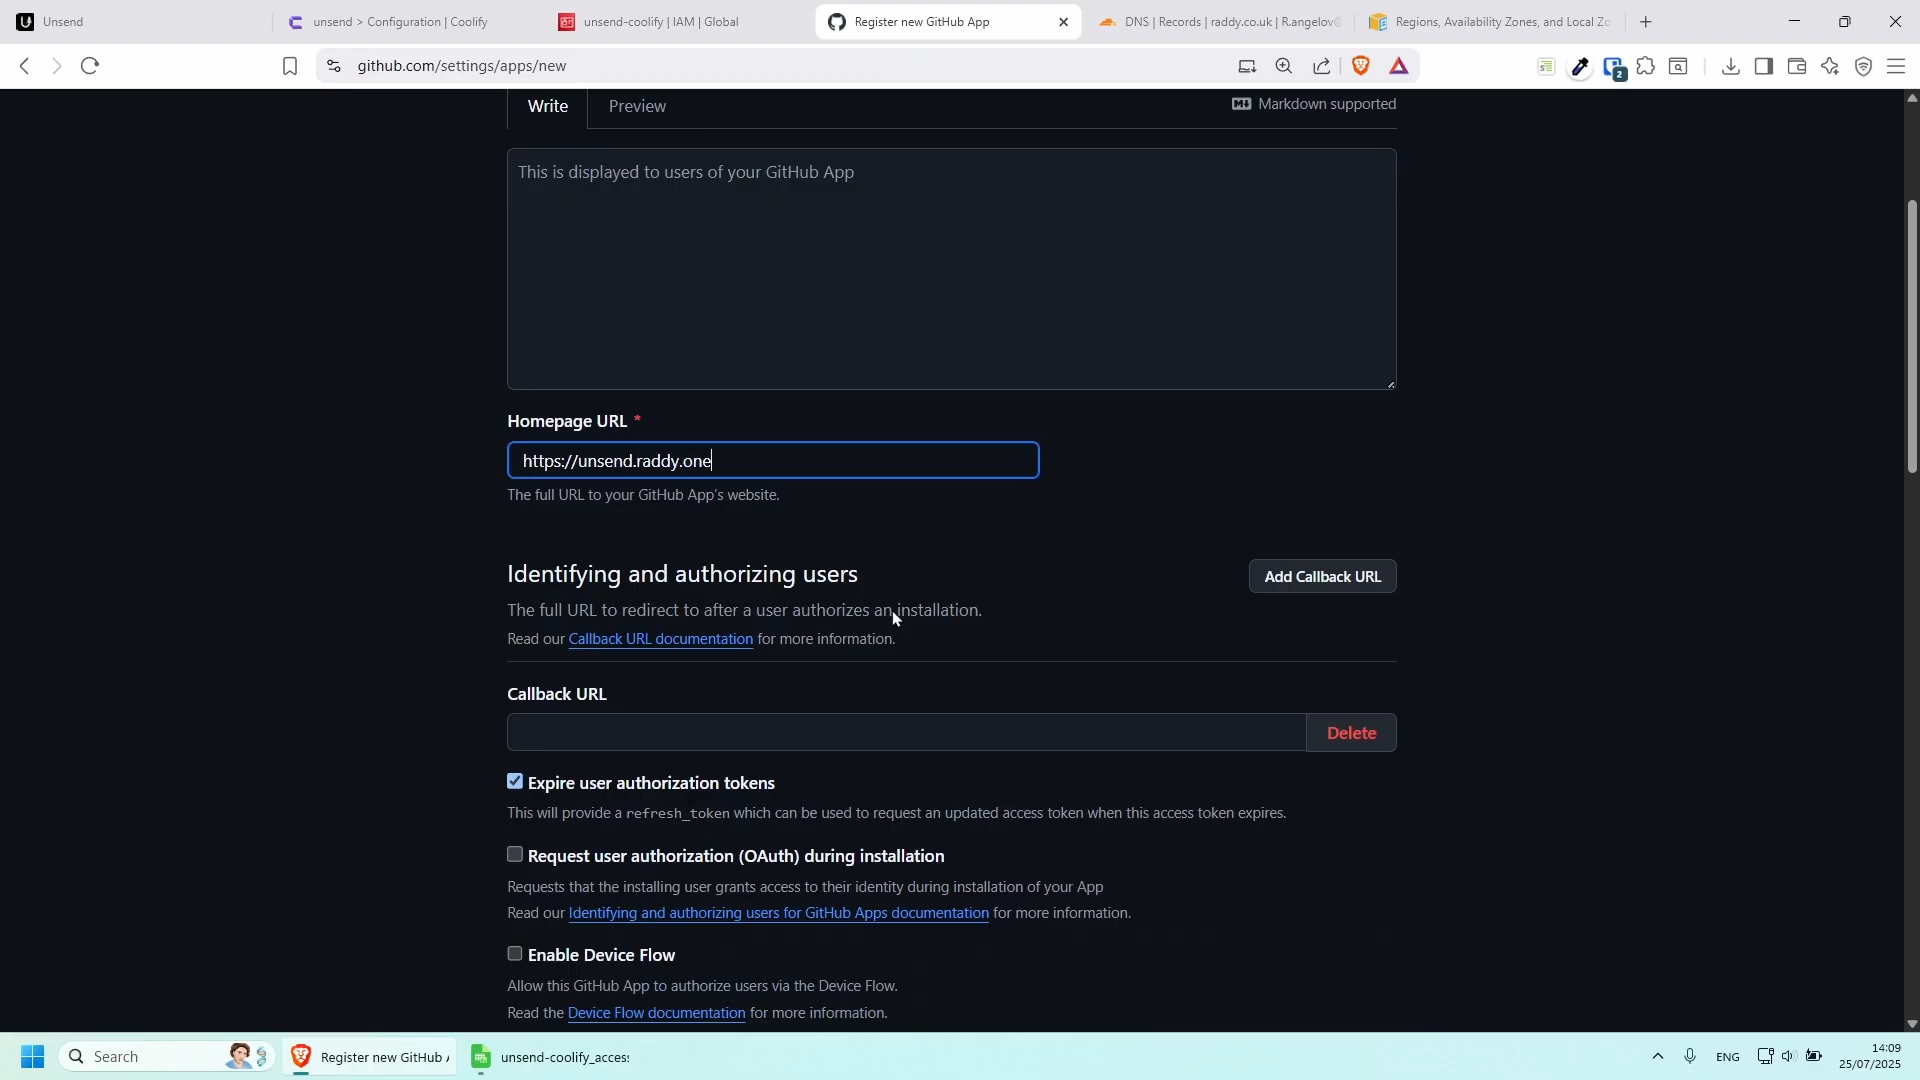 Unsend
unsend > Configuration | Coolify
unsend-coolify | IAM | Global
Register new GitHub App
DNS | Records | raddy.co.uk | R.angelov@
Regions, Availability Zones, and Local Zo
github.com/settings/apps/new
2
Write
Preview
Markdown supported
This is displayed to users of your GitHub App
Homepage URL *
https://unsend.raddy.one
The full URL to your GitHub App's website.
Identifying and authorizing users
Add Callback URL
The full URL to redirect to after a user authorizes an installation.
Read our Callback URL documentation for more information.
Callback URL
Delete
Expire user authorization tokens
This will provide a refresh_token which can be used to request an updated access token when this access token expires.
Request user authorization (OAuth) during installation
Requests that the installing user grants access to their identity during installation of your App
Read our Identifying and authorizing users for GitHub Apps documentation for more information.
Enable Device Flow
Allow this GitHub App to authorize users via the Device Flow.
Read the Device Flow documentation for more information.
Search
Register new GitHub A
unsend-coolify_access
ENG
14:09
25/07/2025